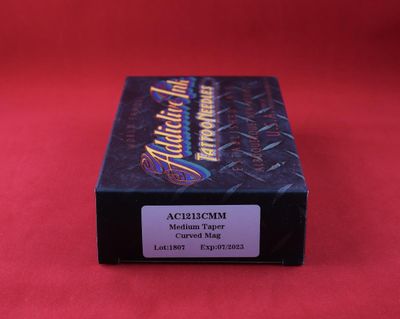 Addictive Ink
TATTOO NEEDLES
U.S.A.
AC1213CMM
Medium Taper
Curved Mag
Lot:1807 Exp:07/2023